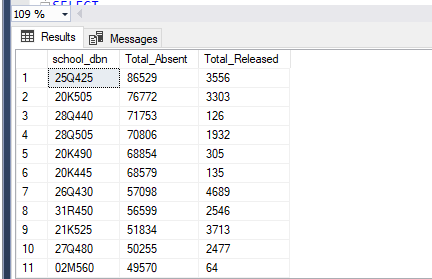 SELECT
109 %
Results Messages
school_dbn Total_Absent Total_Released
1 25Q425 86529 3556
2 20K505 76772 3303
3 28Q440 71753 126
4 28Q505 70806 1932
5 20K490 68854 305
6 20K445 68579 135
7 26Q430 57098 4689
8 31R450 56599 2546
9 21K525 51834 3713
10 27Q480 50255 2477
11 02M560 49570 64